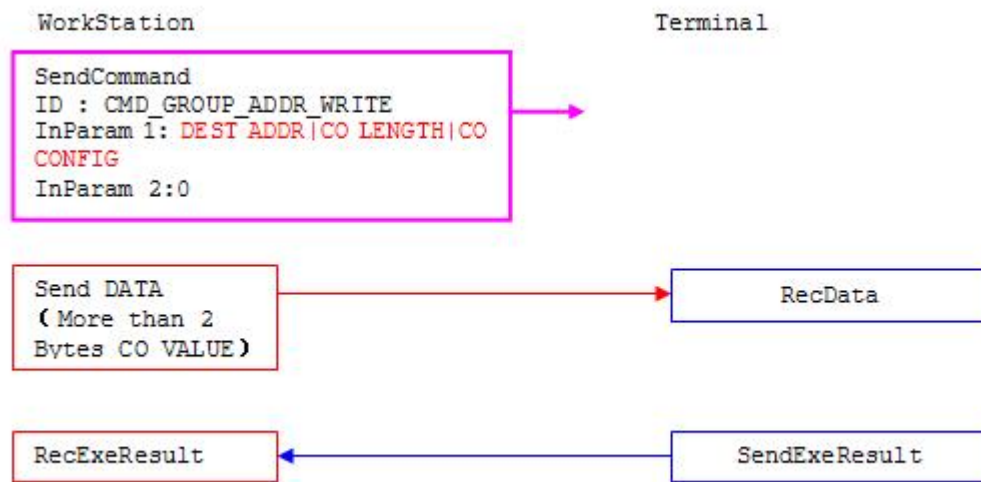 WorkStation
Terminal
SendCommand
ID : CMD_GROUP_ADDR_WRITE
InParam 1: DEST ADDR|CO LENGTH|CO
CONFIG
InParam 2:0
Send DATA
(More than 2
Bytes CO VALUE)
RecData
RecExeResult
SendExeResult